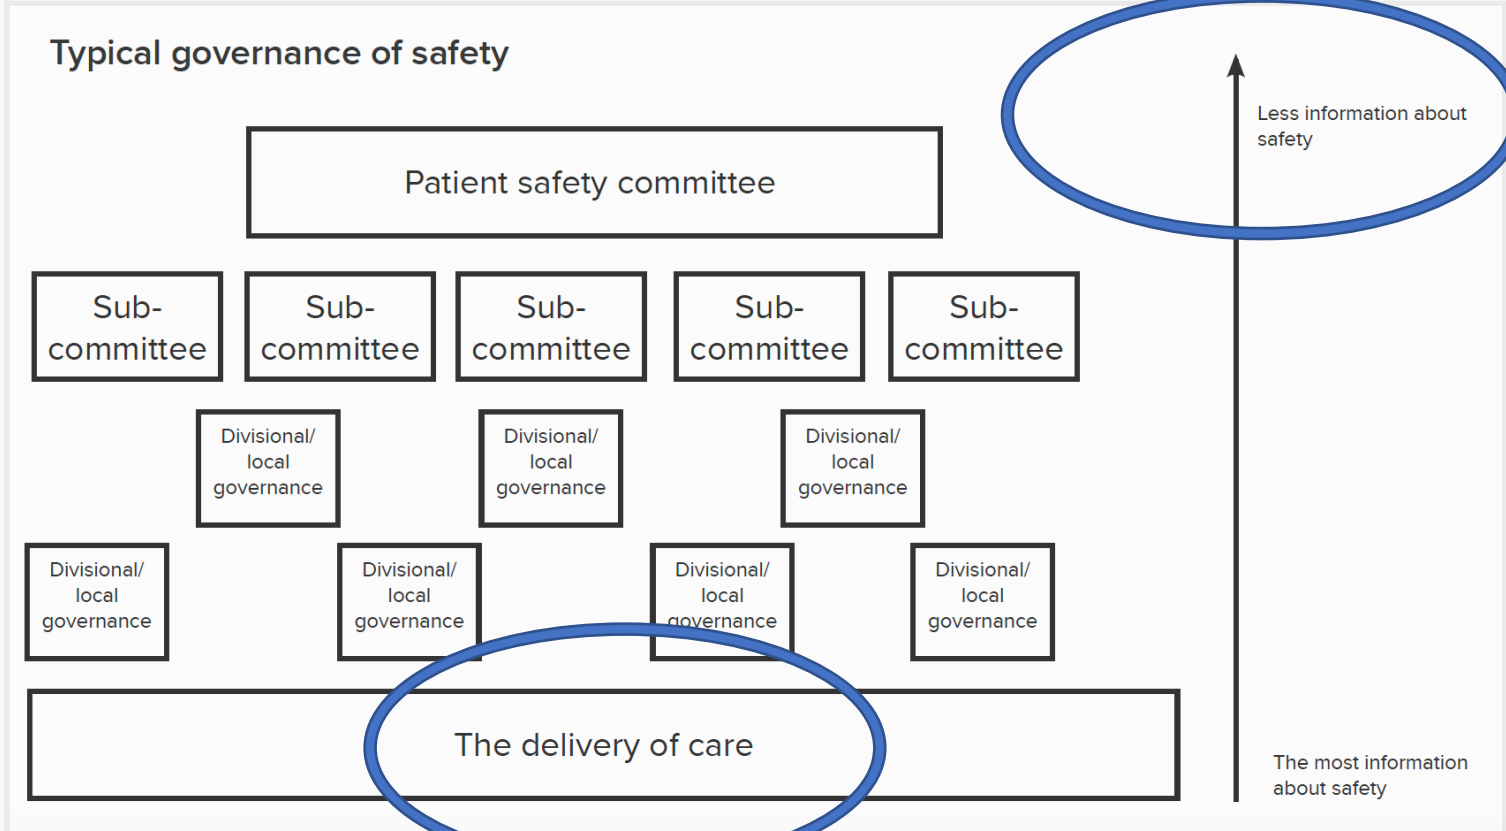 Typical governance of safety
Less information about
safety
Patient safety committee
Sub-
committee
Sub-
committee
Sub-
committee
Sub-
committee
Sub-
committee
Divisional/
local
governance
Divisional/
local
governance
Divisional/
local
governance
Divisional/
local
governance
Divisional/
local
governance
Divisional/
local
governance
Divisional/
local
governance
The delivery of care
The most information
about safety